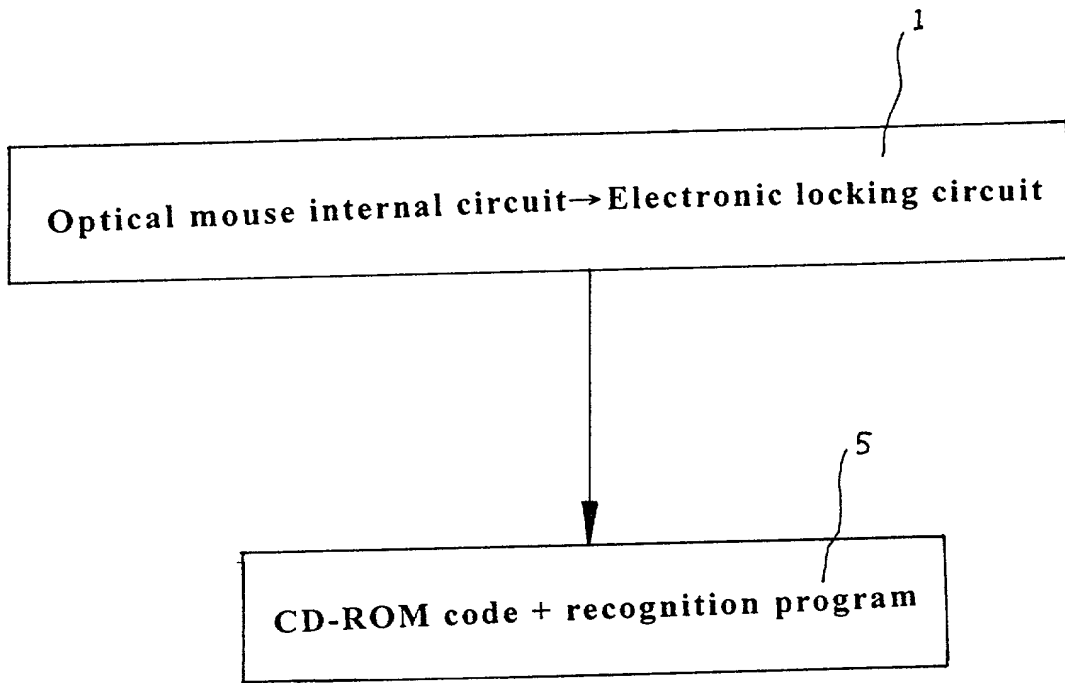 1
Optical mouse internal circuit→Electronic locking circuit
5
CD-ROM code + recognition program